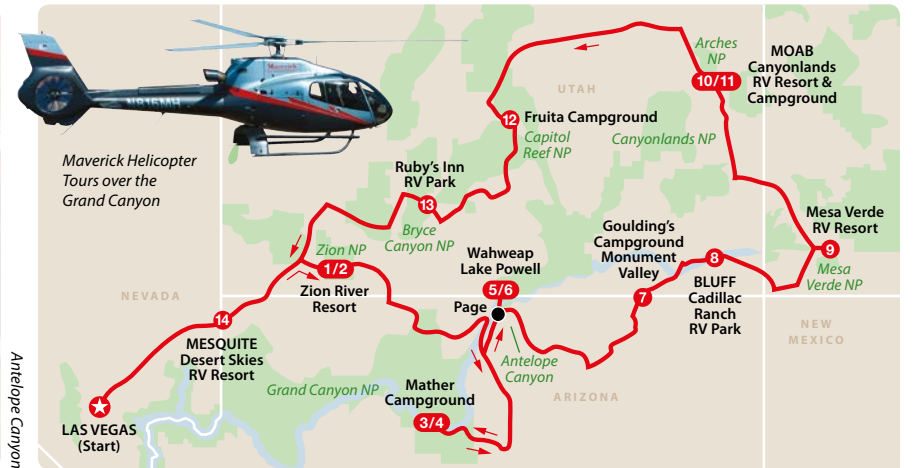 Maverick
N816MH
Maverick Helicopter
Tours over the
Grand Canyon
UTAH
Arches
NP
10/11
MOAB
Canyonlands
RV Resort &
Campground
12
Fruita Campground
Capitol
Reef NP
Canyonlands NP
Ruby's Inn
RV Park
13
Bryce
Canyon NP
Zion NP
1/2
Zion River
Resort
Wahweap
Lake Powell
5/6
Page
Goulding's
Campground
Monument
Valley
7
8
BLUFF
Cadillac
Ranch
RV Park
Mesa Verde
RV Resort
9
Mesa
Verde NP
NEVADA
14
MESQUITE
Desert Skies
RV Resort
NEW
MEXICO
Antelope
Canyon
ARIZONA
Grand Canyon NP
Mather
Campground
3/4
LAS VEGAS
(Start)
Antelope Canyon